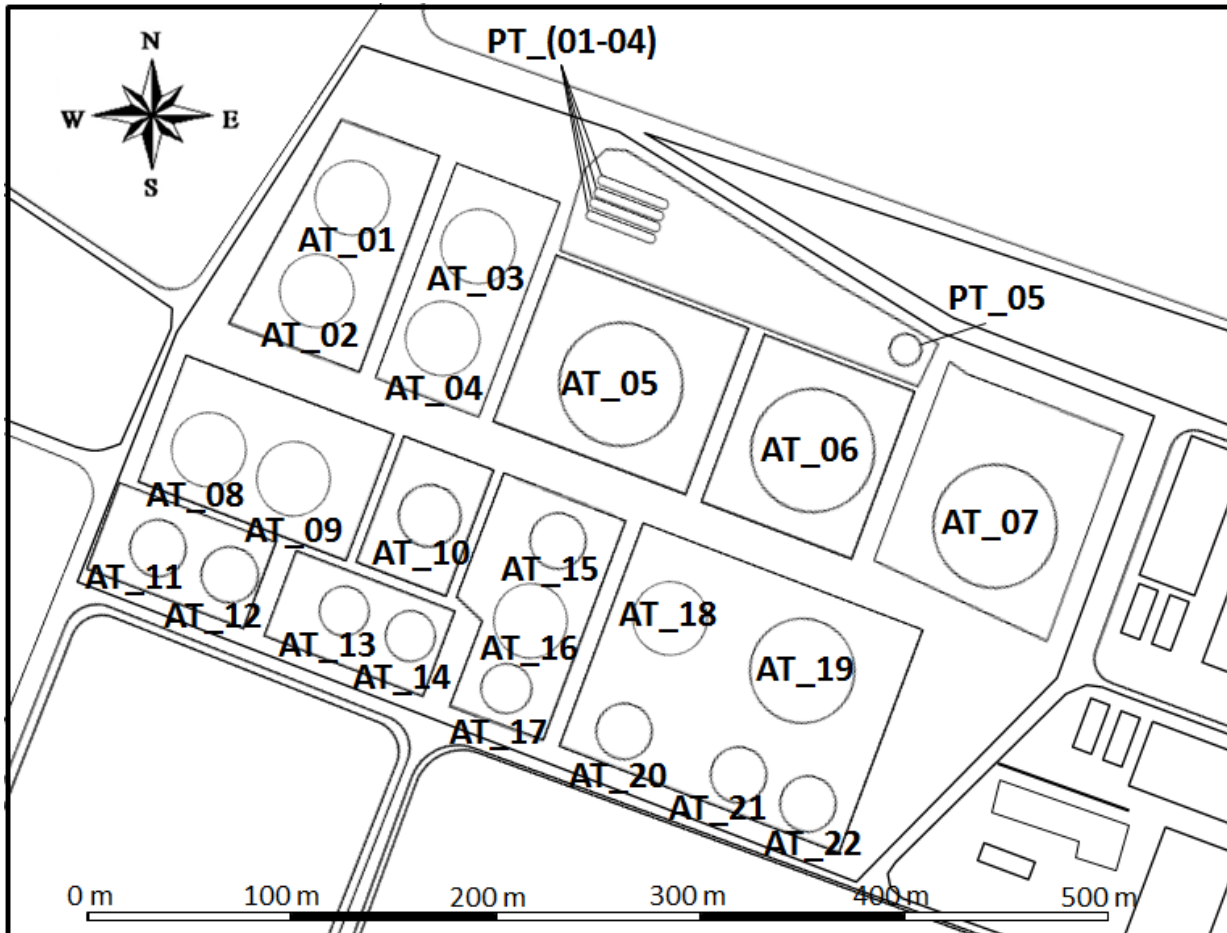 PT_(01-04)
N
W E
S
AT_01
AT_03
AT_02
PT_05
AT_04
AT_05
AT_06
AT_07
AT_08
AT_09
AT_10
AT_15
AT_11
AT_12
AT_18
AT_13
AT_16
AT_19
AT_14
AT_17
AT_20
AT_21
AT_22
0 m 100 m 200 m 300 m 400 m 500 m